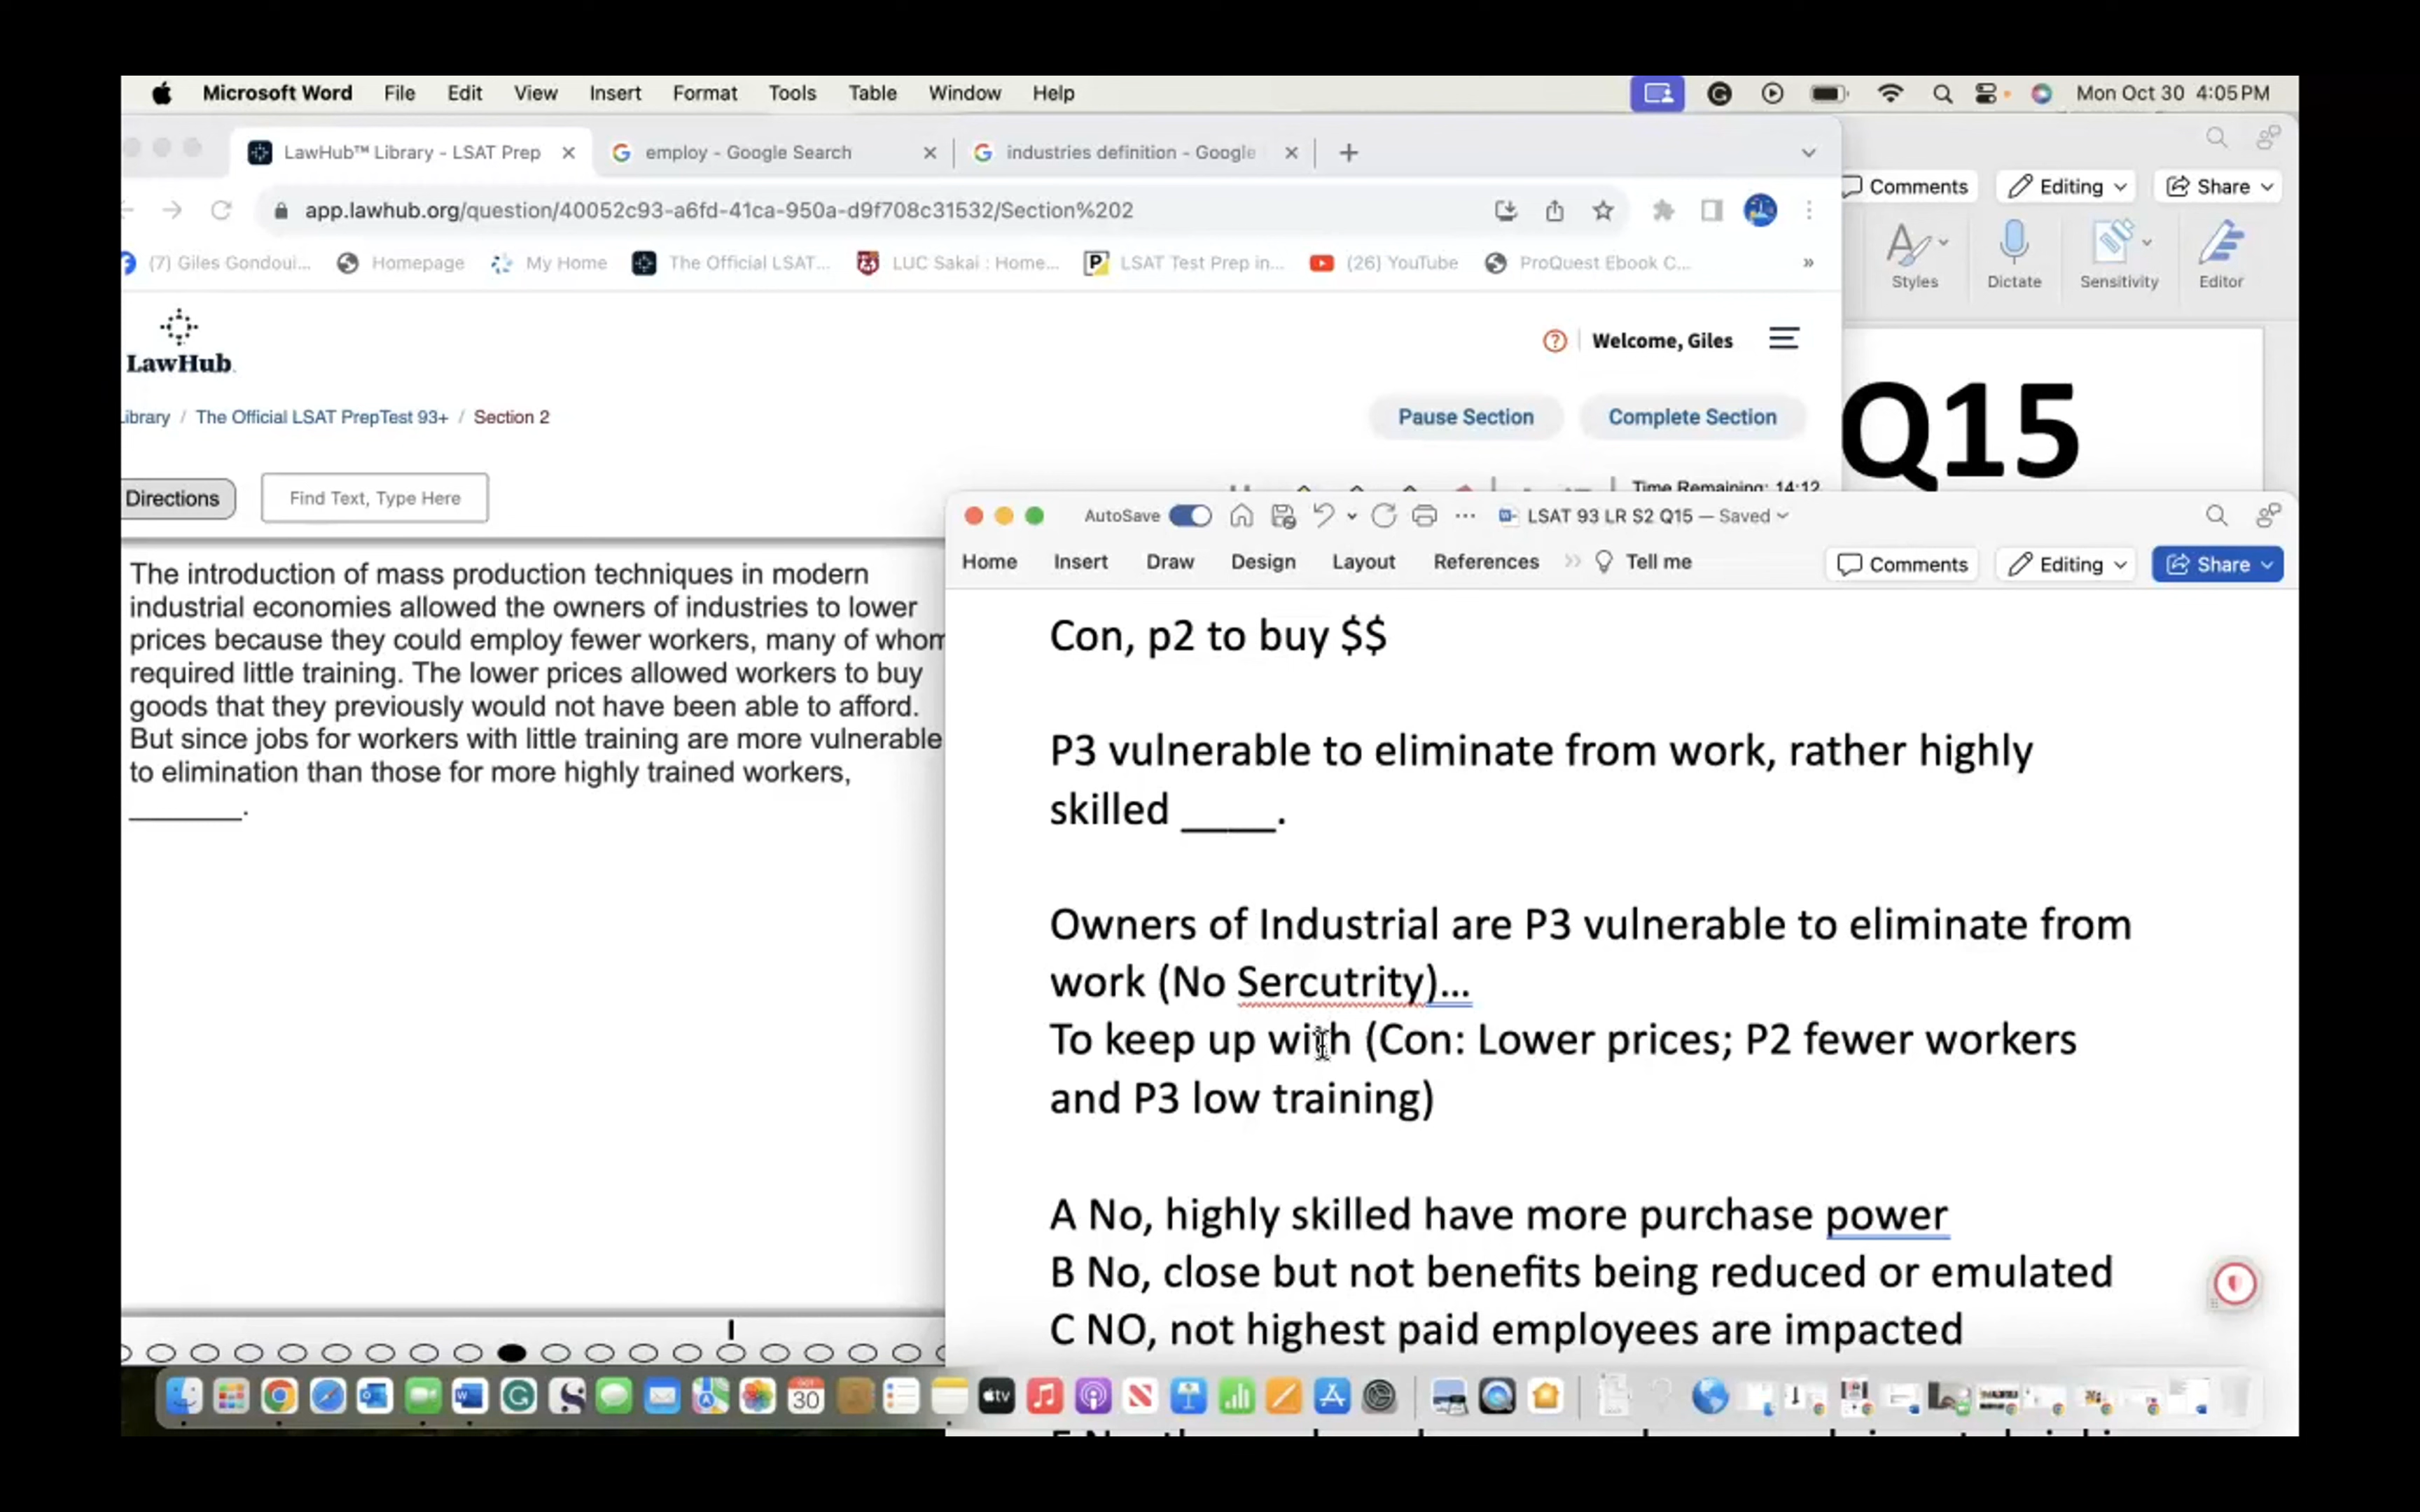 Microsoft Word File Edit View Insert Format Tools Table Window Help Mon Oct 30 4:05 PM
LawHub™ Library - LSAT Prep employ - Google Search industries definition - Google
app.lawhub.org/question/40052c93-a6fd-41ca-950a-d9f708c31532/Section%202
(7) Giles Gondoui... Homepage My Home The Official LSAT... LUC Sakai : Home... LSAT Test Prep in... (26) YouTube ProQuest Ebook C... »
Comments Editing Share
Styles Dictate Sensitivity Editor
LawHub
Welcome, Giles
Library / The Official LSAT PrepTest 93+ / Section 2
Pause Section Complete Section
Q15
Directions Find Text, Type Here
Time Remaining: 14:12
The introduction of mass production techniques in modern
industrial economies allowed the owners of industries to lower
prices because they could employ fewer workers, many of whom
required little training. The lower prices allowed workers to buy
goods that they previously would not have been able to afford.
But since jobs for workers with little training are more vulnerable
to elimination than those for more highly trained workers,
________.
AutoSave LSAT 93 LR S2 Q15 — Saved
Home Insert Draw Design Layout References Tell me Comments Editing Share
Con, p2 to buy $$
P3 vulnerable to eliminate from work, rather highly
skilled ____.
Owners of Industrial are P3 vulnerable to eliminate from
work (No Sercutrity)...
To keep up with (Con: Lower prices; P2 fewer workers
and P3 low training)
A No, highly skilled have more purchase power
B No, close but not benefits being reduced or emulated
C NO, not highest paid employees are impacted
OCT
30
tv